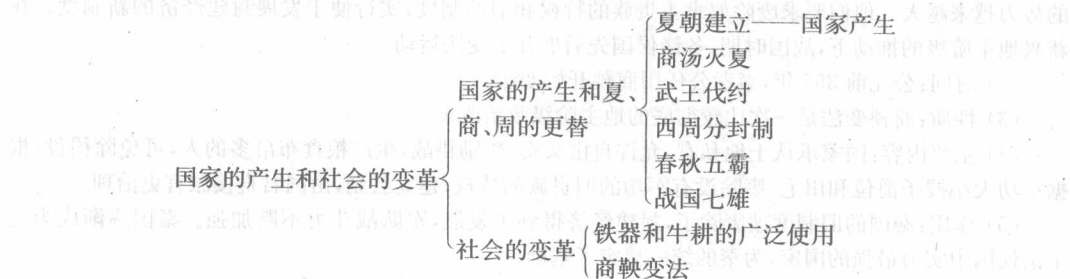 夏朝建立——国家产生
商汤灭夏
国家的产生和夏、
武王伐纣
商、周的更替
西周分封制
春秋五霸
国家的产生和社会的变革
战国七雄
社会的变革
铁器和牛耕的广泛使用
商鞅变法